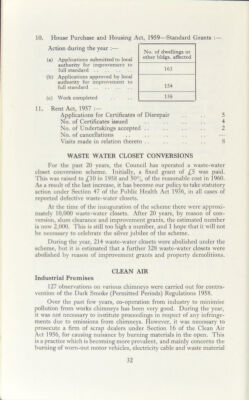 10. House Purchase and Housing Act, 1959—Standard Grants :—
Action during the year :—
No. of dwellings or
other bldgs. affected
(a) Applications submitted to local
authority for improvement to
full standard .. .. .. 163
(b) Applications approved by local
authority for improvement to
full standard .. .. .. 154
(c) Work completed 138
11. Rent Act, 1957 :—
Applications for Certificates of Disrepair .. .. 5
No. of Certificates issued .. .. .. 4
No. of Undertakings accepted .. .. .. 2
No. of cancellations .. .. ..
Visits made in relation thereto .. .. .. 8
WASTE WATER CLOSET CONVERSIONS
For the past 20 years, the Council has operated a waste-water
closet conversion scheme. Initially, a fixed grant of £5 was paid.
This was raised to £10 in 1958 and 50% of the reasonable cost in 1960.
As a result of the last increase, it has become our policy to take statutory
action under Section 47 of the Public Health Act 1936, in all cases of
reported defective waste-water closets.
At the time of the inauguration of the scheme there were approxi-
mately 10,000 waste-water closets. After 20 years, by reason of con-
version, slum clearance and improvement grants, the estimated number
is now 2,000. This is still too high a number, and I hope that it will not
be necessary to celebrate the silver jubilee of the scheme.
During the year, 214 waste-water closets were abolished under the
scheme, but it is estimated that a further 328 waste-water closets were
abolished by reason of improvement grants and property demolitions.
CLEAN AIR
Industrial Premises
127 observations on various chimneys were carried out for contra-
vention of the Dark Smoke (Permitted Periods) Regulations 1958.
Over the past few years, co-operation from industry to minimise
pollution from works chimneys has been very good. During the year,
it was not necessary to institute proceedings in respect of any infringe-
ments due to emissions from chimneys. However, it was necessary to
prosecute a firm of scrap dealers under Section 16 of the Clean Air
Act 1956, for causing nuisance by burning materials in the open. This
is a practice which is becoming more prevalent, and mainly concerns the
burning of worn-out motor vehicles, electricity cable and waste material
32